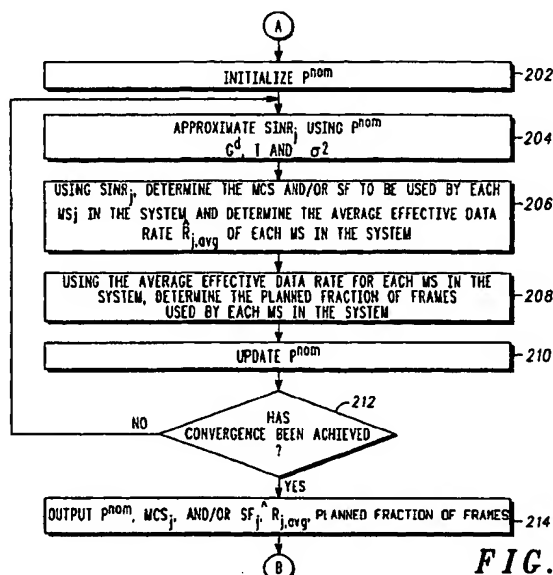 A
INITIALIZE P^nom
202
APPROXIMATE SINR_j USING P^nom
G^d, T AND σ^2
204
USING SINR_j, DETERMINE THE MCS AND/OR SF TO BE USED BY EACH
MSj IN THE SYSTEM AND DETERMINE THE AVERAGE EFFECTIVE DATA
RATE R̂_j,avg OF EACH MS IN THE SYSTEM
206
USING THE AVERAGE EFFECTIVE DATA RATE FOR EACH MS IN THE
SYSTEM, DETERMINE THE PLANNED FRACTION OF FRAMES
USED BY EACH MS IN THE SYSTEM
208
UPDATE P^nom
210
212
HAS
CONVERGENCE BEEN ACHIEVED
?
NO
YES
OUTPUT P^nom, MCS_j, AND/OR SF_j, R̂_j,avg, PLANNED FRACTION OF FRAMES
214
B
FIG.